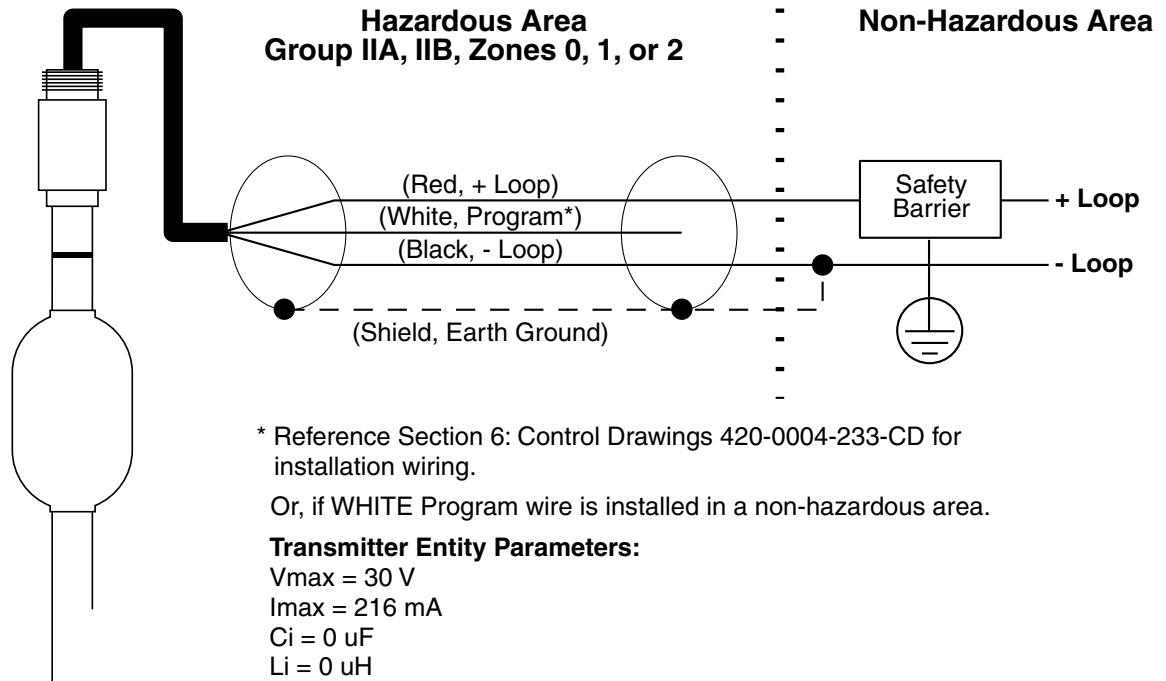 Hazardous Area
Group IIA, IIB, Zones 0, 1, or 2
Non-Hazardous Area
(Red, + Loop)
(White, Program*)
(Black, - Loop)
(Shield, Earth Ground)
Safety
Barrier
+ Loop
- Loop
* Reference Section 6: Control Drawings 420-0004-233-CD for
installation wiring.
Or, if WHITE Program wire is installed in a non-hazardous area.
Transmitter Entity Parameters:
Vmax = 30 V
Imax = 216 mA
Ci = 0 uF
Li = 0 uH